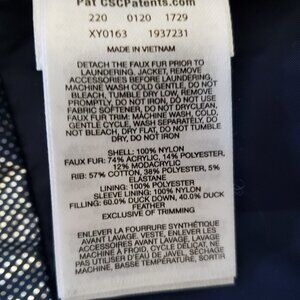 Pat CSCPatents.com
220 0120 1729
XY0163 1937231
MADE IN VIETNAM
DETACH THE FAUX FUR PRIOR TO
LAUNDERING. JACKET, REMOVE
ACCESSORIES BEFORE LAUNDERING,
MACHINE WASH COLD GENTLE, DO NOT
BLEACH, TUMBLE DRY LOW, REMOVE
PROMPTLY, DO NOT IRON, DO NOT USE
FABRIC SOFTENER, DO NOT DRYCLEAN,
FAUX FUR TRIM: MACHINE WASH, COLD,
GENTLE CYCLE, WASH SEPARATELY, DO
NOT BLEACH, DRY FLAT, DO NOT TUMBLE
DRY, DO NOT IRON
SHELL: 100% NYLON
FAUX FUR: 74% ACRYLIC, 14% POLYESTER,
12% MODACRYLIC
RIB: 57% COTTON, 38% POLYESTER, 5%
ELASTANE
LINING: 100% POLYESTER
SLEEVE LINING: 100% NYLON
FILLING: 60.0% DUCK DOWN, 40.0% DUCK
FEATHER
EXCLUSIVE OF TRIMMING
ENLEVER LA FOURRURE SYNTHÉTIQUE
AVANT LAVAGE. VESTE, ENLEVER LES
ACCESSOIRES AVANT LAVAGE, LAVAGE
MACHINE A FROID, CYCLE DÉLICAT, NE
PAS UTILISER D'EAU DE JAVEL, SÉCHAGE
MACHINE, BASSE TEMPÉRATURE, SORTIR